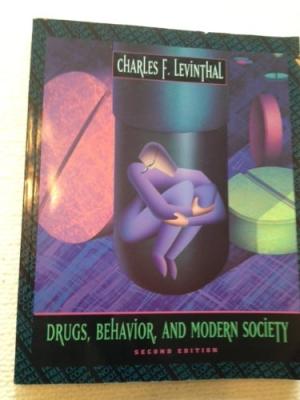 CHARLES F. LEVINTHAL
DRUGS, BEHAVIOR, AND MODERN SOCIETY
SECOND EDITION